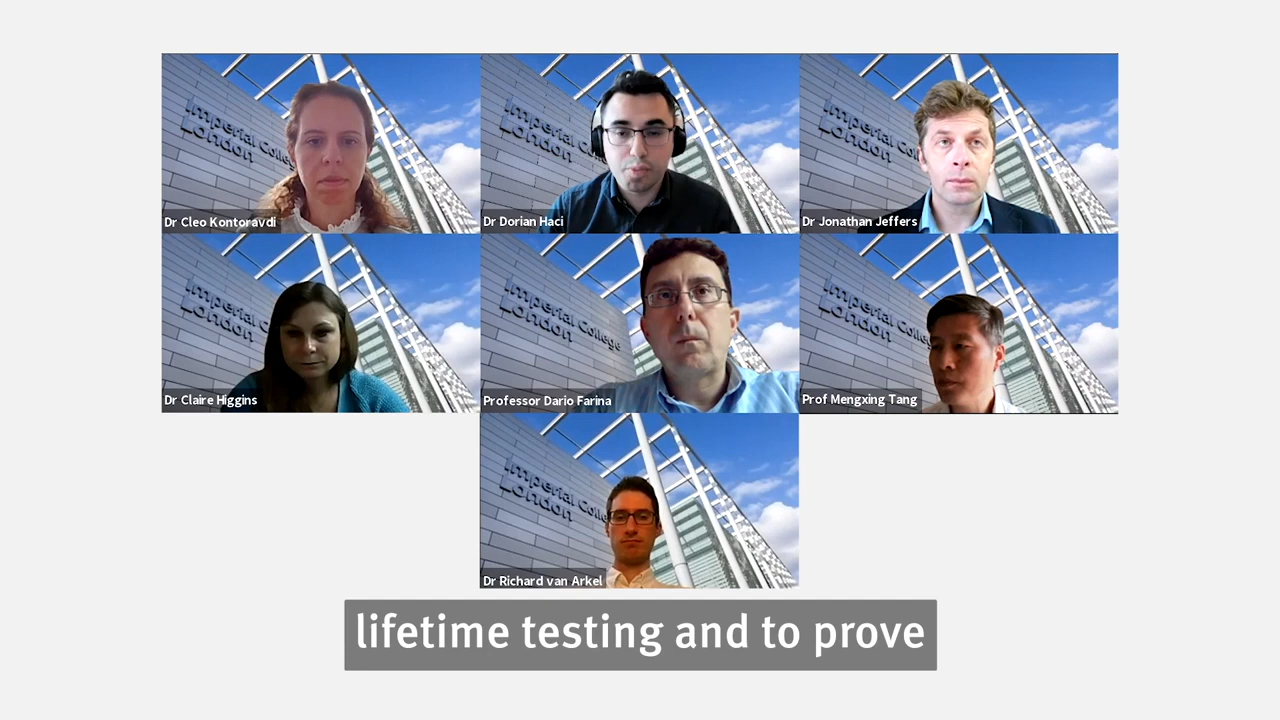 Imperial College
London
Dr Cleo Kontoravdi
Imperial College
London
Dr Dorian Haci
Imperial College
London
Dr Jonathan Jeffers
Imperial College
London
Dr Claire Higgins
Imperial College
London
Professor Dario Farina
Imperial College
London
Prof Mengxing Tang
Imperial College
London
Dr Richard van Arkel
lifetime testing and to prove